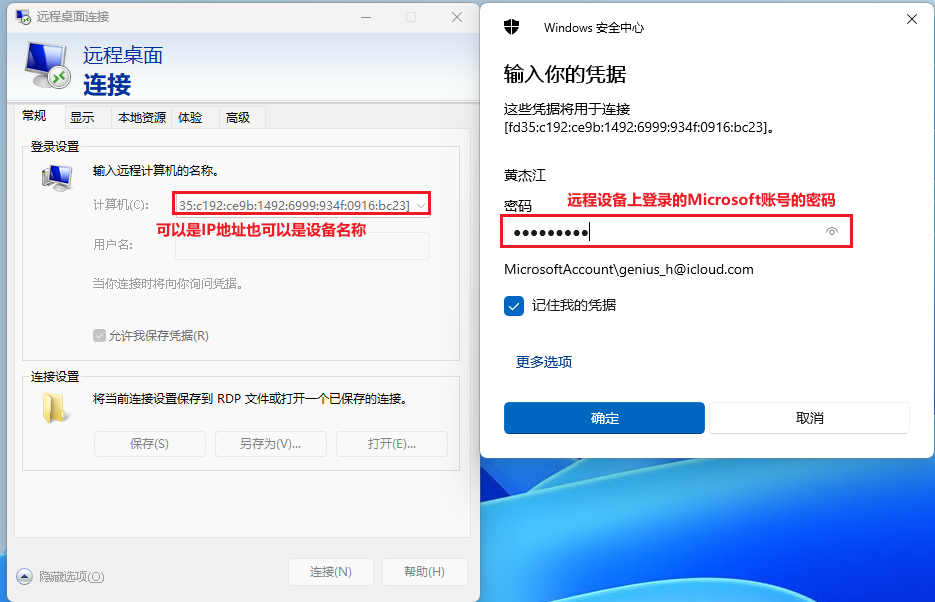 远程桌面连接
远程桌面
连接
常规 显示 本地资源 体验 高级
登录设置
输入远程计算机的名称。
计算机(C): 35:c192:ce9b:1492:6999:934f:0916:bc23]
可以是IP地址也可以是设备名称
用户名:
当你连接时将向你询问凭据。
允许我保存凭据(R)
连接设置
将当前连接设置保存到 RDP 文件或打开一个已保存的连接。
保存(S) 另存为(V)... 打开(E)...
隐藏选项(O) 连接(N) 帮助(H)
Windows 安全中心
输入你的凭据
这些凭据将用于连接
[fd35:c192:ce9b:1492:6999:934f:0916:bc23]。
黄杰江
远程设备上登录的Microsoft账号的密码
密码
●●●●●●●●●
MicrosoftAccount\genius_h@icloud.com
记住我的凭据
更多选项
确定 取消